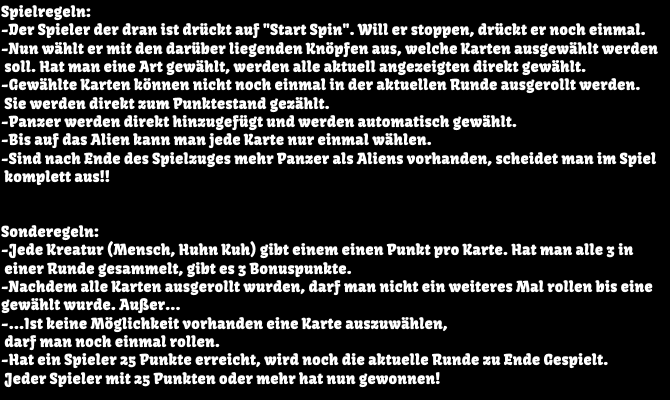 Spielregeln:
-Der Spieler der dran ist drückt auf "Start Spin". Will er stoppen, drückt er noch einmal.
-Nun wählt er mit den darüber liegenden Knöpfen aus, welche Karten ausgewählt werden
soll. Hat man eine Art gewählt, werden alle aktuell angezeigten direkt gewählt.
-Gewählte Karten können nicht noch einmal in der aktuellen Runde ausgerollt werden.
Sie werden direkt zum Punktestand gezählt.
-Panzer werden direkt hinzugefügt und werden automatisch gewählt.
-Bis auf das Alien kann man jede Karte nur einmal wählen.
-Sind nach Ende des Spielzuges mehr Panzer als Aliens vorhanden, scheidet man im Spiel
komplett aus!!
Sonderegeln:
-Jede Kreatur (Mensch, Huhn Kuh) gibt einem einen Punkt pro Karte. Hat man alle 3 in
einer Runde gesammelt, gibt es 3 Bonuspunkte.
-Nachdem alle Karten ausgerollt wurden, darf man nicht ein weiteres Mal rollen bis eine
gewählt wurde. Außer...
-...Ist keine Möglichkeit vorhanden eine Karte auszuwählen,
darf man noch einmal rollen.
-Hat ein Spieler 25 Punkte erreicht, wird noch die aktuelle Runde zu Ende Gespielt.
Jeder Spieler mit 25 Punkten oder mehr hat nun gewonnen!